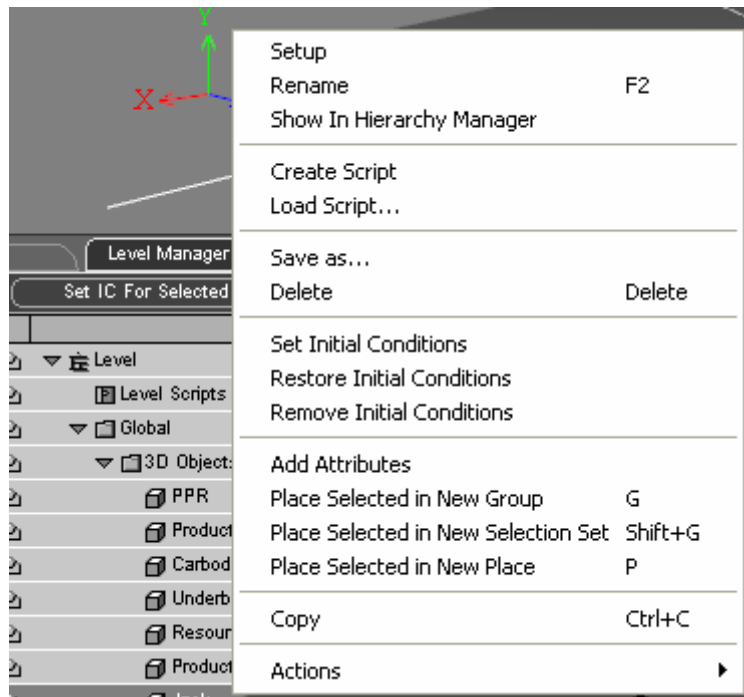 Y
X
Setup
Rename F2
Show In Hierarchy Manager
Create Script
Load Script...
Save as...
Delete Delete
Set Initial Conditions
Restore Initial Conditions
Remove Initial Conditions
Add Attributes
Place Selected in New Group G
Place Selected in New Selection Set Shift+G
Place Selected in New Place P
Copy Ctrl+C
Actions
Level Manager
Set IC For Selected
Level
Level Scripts
Global
3D Object
PPR
Product
Carbod
Underb
Resour
Product